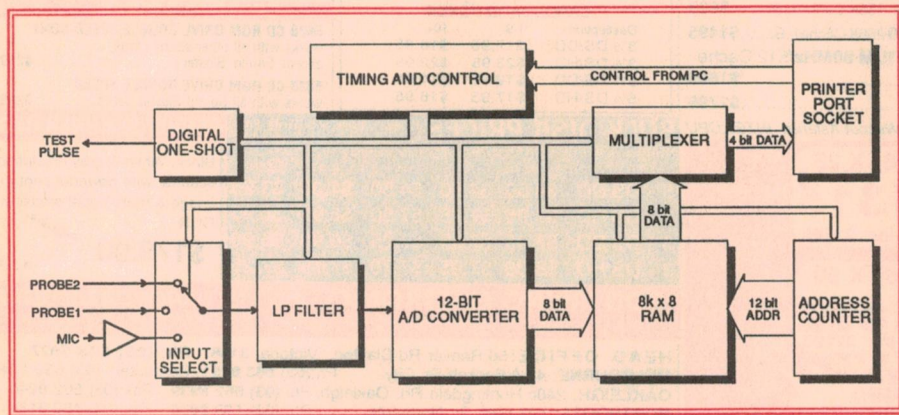 TIMING AND CONTROL
CONTROL FROM PC
PRINTER
PORT
SOCKET
TEST
PULSE
DIGITAL
ONE-SHOT
MULTIPLEXER
4 bit DATA
8 bit
DATA
PROBE2
PROBE1
MIC
INPUT
SELECT
LP FILTER
12-BIT
A/D CONVERTER
8 bit
DATA
8k x 8
RAM
12 bit
ADDR
ADDRESS
COUNTER